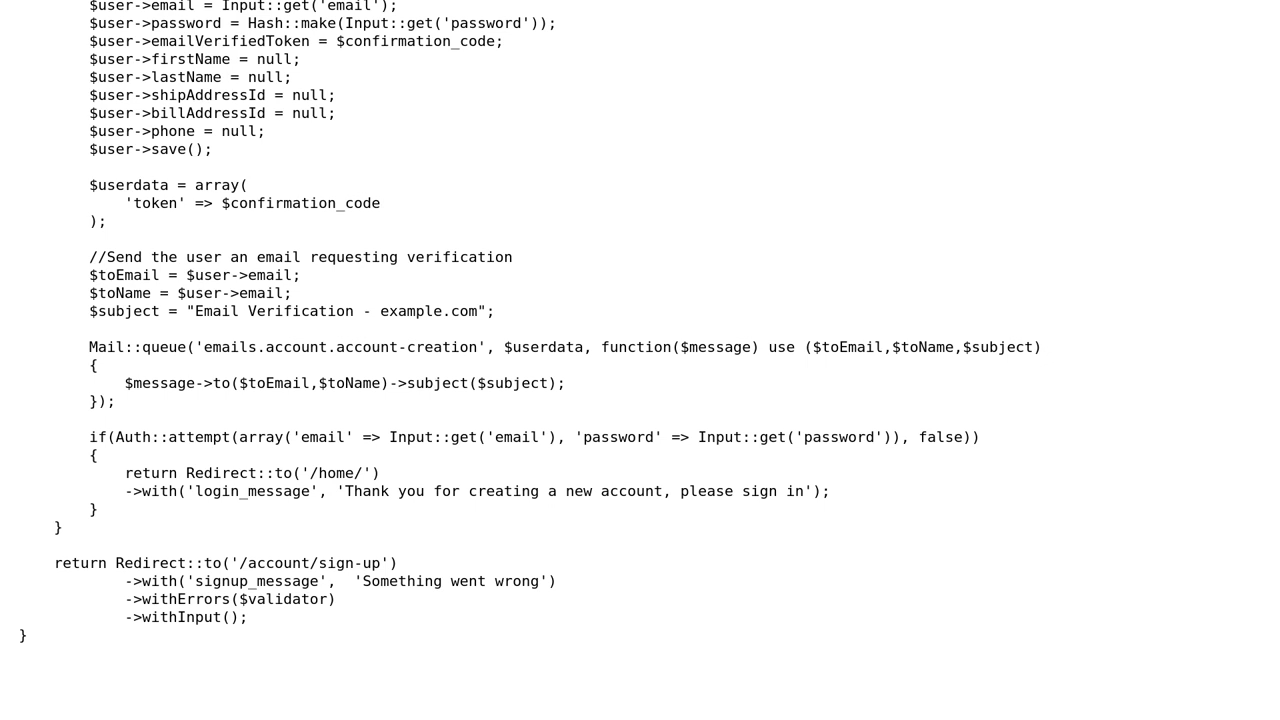 $user->email = Input::get('email');
        $user->password = Hash::make(Input::get('password'));
        $user->emailVerifiedToken = $confirmation_code;
        $user->firstName = null;
        $user->lastName = null;
        $user->shipAddressId = null;
        $user->billAddressId = null;
        $user->phone = null;
        $user->save();

        $userdata = array(
            'token' => $confirmation_code
        );

        //Send the user an email requesting verification
        $toEmail = $user->email;
        $toName = $user->email;
        $subject = "Email Verification - example.com";

        Mail::queue('emails.account.account-creation', $userdata, function($message) use ($toEmail,$toName,$subject)
        {
            $message->to($toEmail,$toName)->subject($subject);
        });

        if(Auth::attempt(array('email' => Input::get('email'), 'password' => Input::get('password')), false))
        {
            return Redirect::to('/home/')
            ->with('login_message', 'Thank you for creating a new account, please sign in');
        }
    }

    return Redirect::to('/account/sign-up')
            ->with('signup_message',  'Something went wrong')
            ->withErrors($validator)
            ->withInput();
}